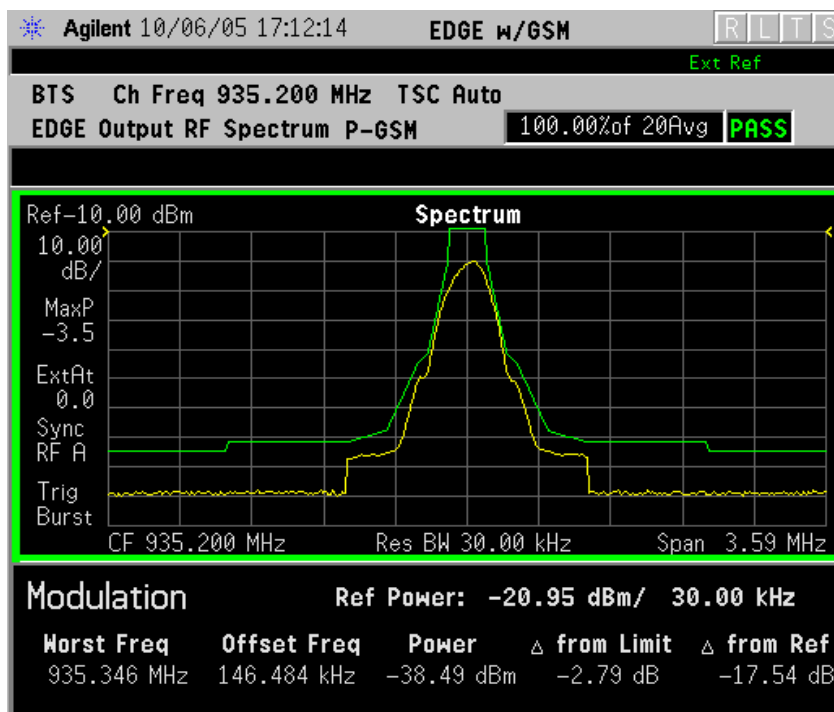 Agilent 10/06/05 17:12:14 EDGE w/GSM R L T S
Ext Ref
BTS Ch Freq 935.200 MHz TSC Auto
EDGE Output RF Spectrum P-GSM 100.00%of 20Avg PASS
Ref-10.00 dBm Spectrum
10.00
dB/
MaxP
-3.5
ExtAt
0.0
Sync
RF A
Trig
Burst
CF 935.200 MHz Res BW 30.00 kHz Span 3.59 MHz
Modulation Ref Power: -20.95 dBm/ 30.00 kHz
Worst Freq Offset Freq Power △ from Limit △ from Ref
935.346 MHz 146.484 kHz -38.49 dBm -2.79 dB -17.54 dB